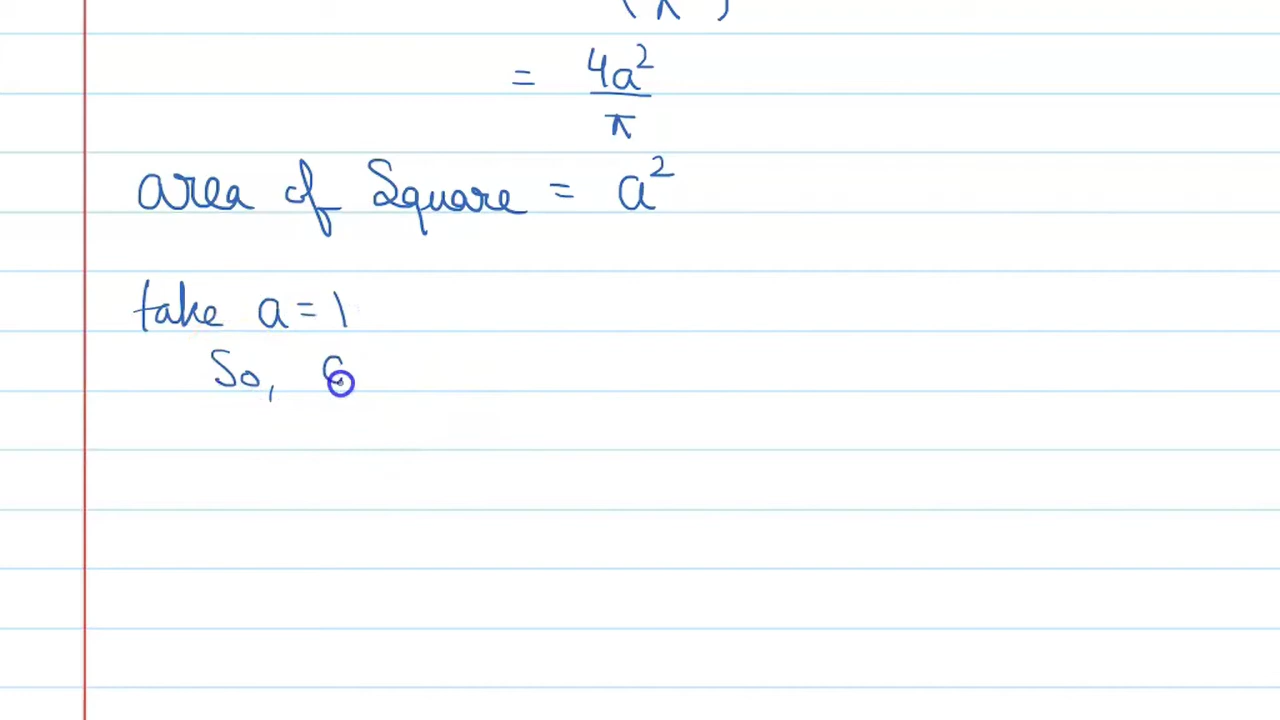 = 4a²/π
area of Square = a²
take a = 1
So,